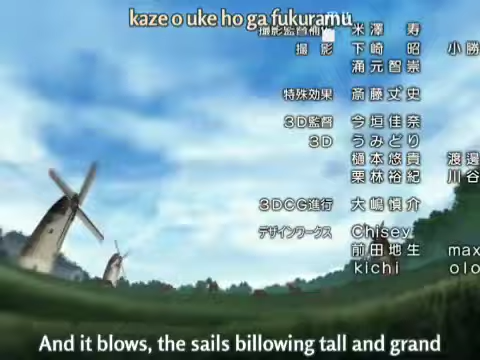 kaze o uke ho ga fukuramu
撮影監督補佐 米澤 寿
撮影 下崎 昭 小勝
涌元智崇
特殊効果 斎藤丈史
3D監督 今垣佳奈
3D うみどり
樋本悠貴 渡邊
栗林裕紀 川谷
3DCG進行 大嶋慎介
デザインワークス Chisey
前田地生 max
kichi olo
And it blows, the sails billowing tall and grand